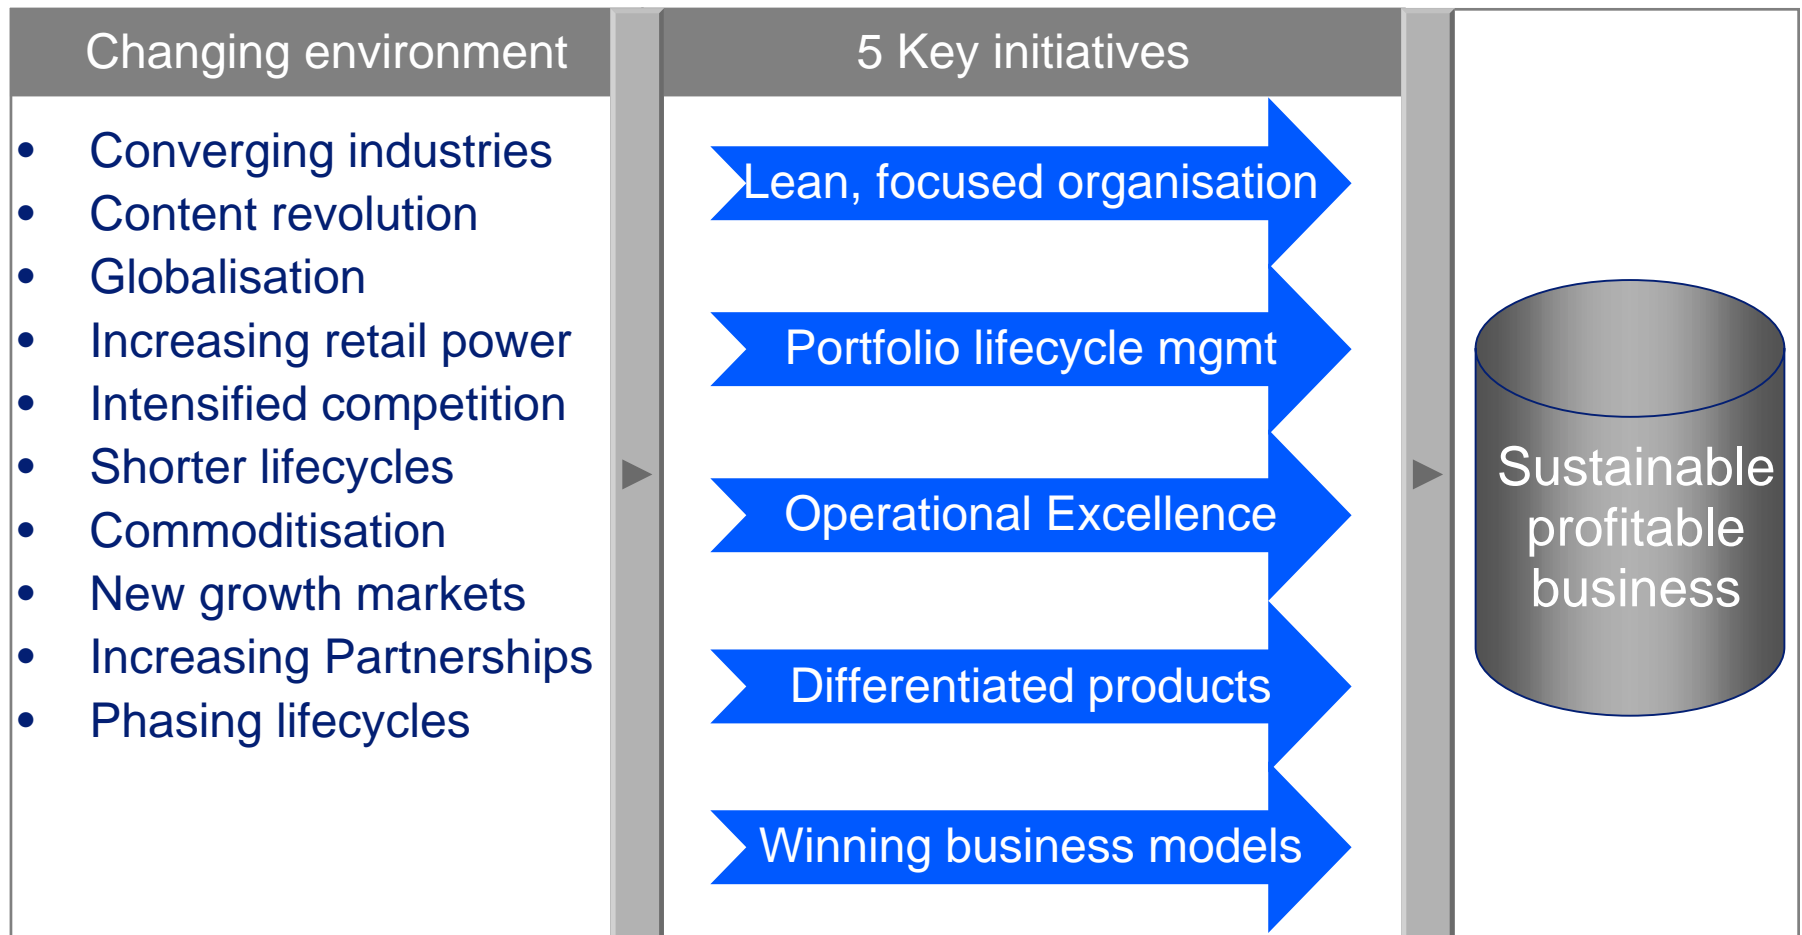 Changing environment
Converging industries
Content revolution
Globalisation
Increasing retail power
Intensified competition
Shorter lifecycles
Commoditisation
New growth markets
Increasing Partnerships
Phasing lifecycles
5 Key initiatives
Lean, focused organisation
Portfolio lifecycle mgmt
Operational Excellence
Differentiated products
Winning business models
Sustainable
profitable
business